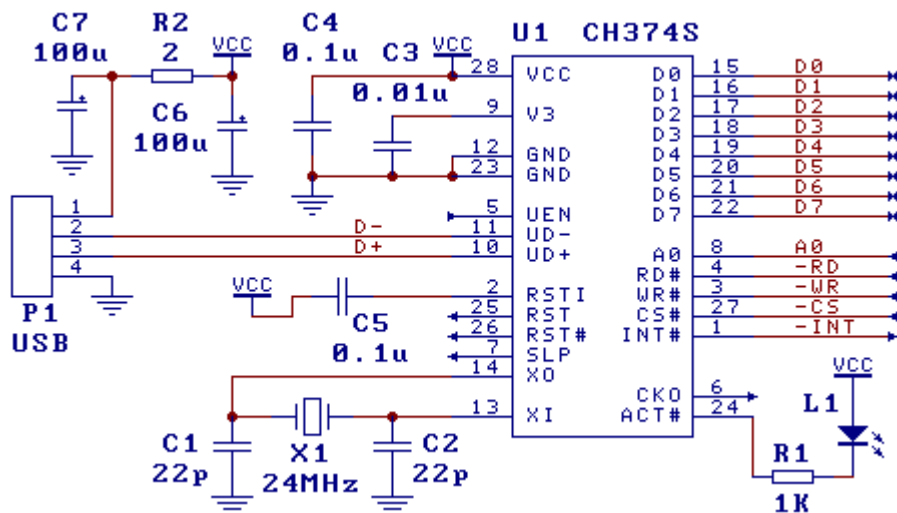 C7
100u
R2
2
VCC
C6
100u
C4
0.1u
C3
0.01u
VCC
U1 CH374S
28 VCC
9 V3
12 GND
23 GND
5 UEN
D- 11 UD-
D+ 10 UD+
2 RSTI
25 RST
26 RST#
7 SLP
14 XO
13 XI
D0 15 D0
D1 16 D1
D2 17 D2
D3 18 D3
D4 19 D4
D5 20 D5
D6 21 D6
D7 22 D7
A0 8 A0
RD# 4 -RD
WR# 3 -WR
CS# 27 -CS
INT# 1 -INT
CKO 6
ACT# 24
1
2
3
4
P1
USB
VCC
C5
0.1u
C1
22p
X1
24MHz
C2
22p
VCC
L1
R1
1K